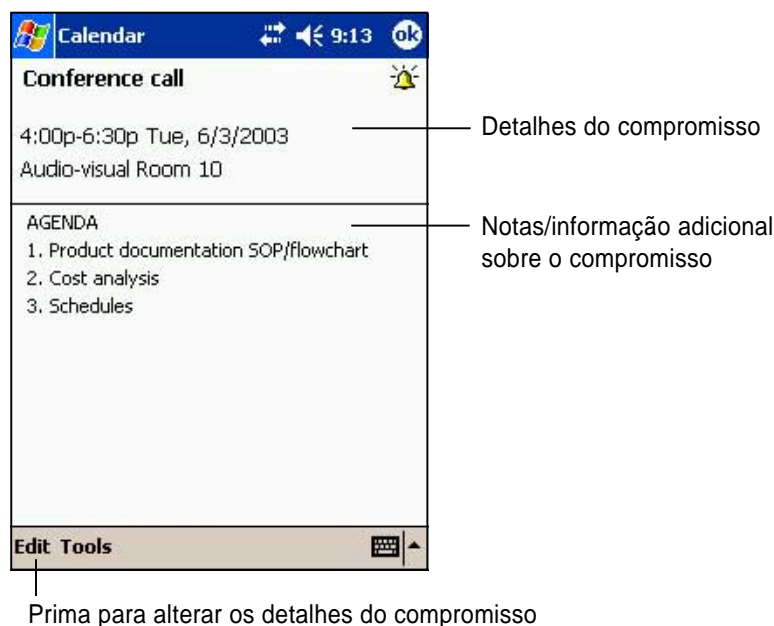 Calendar 9:13 ok
Conference call
4:00p-6:30p Tue, 6/3/2003
Audio-visual Room 10
Detalhes do compromisso
AGENDA
1. Product documentation SOP/flowchart
2. Cost analysis
3. Schedules
Notas/informação adicional
sobre o compromisso
Edit Tools
Prima para alterar os detalhes do compromisso